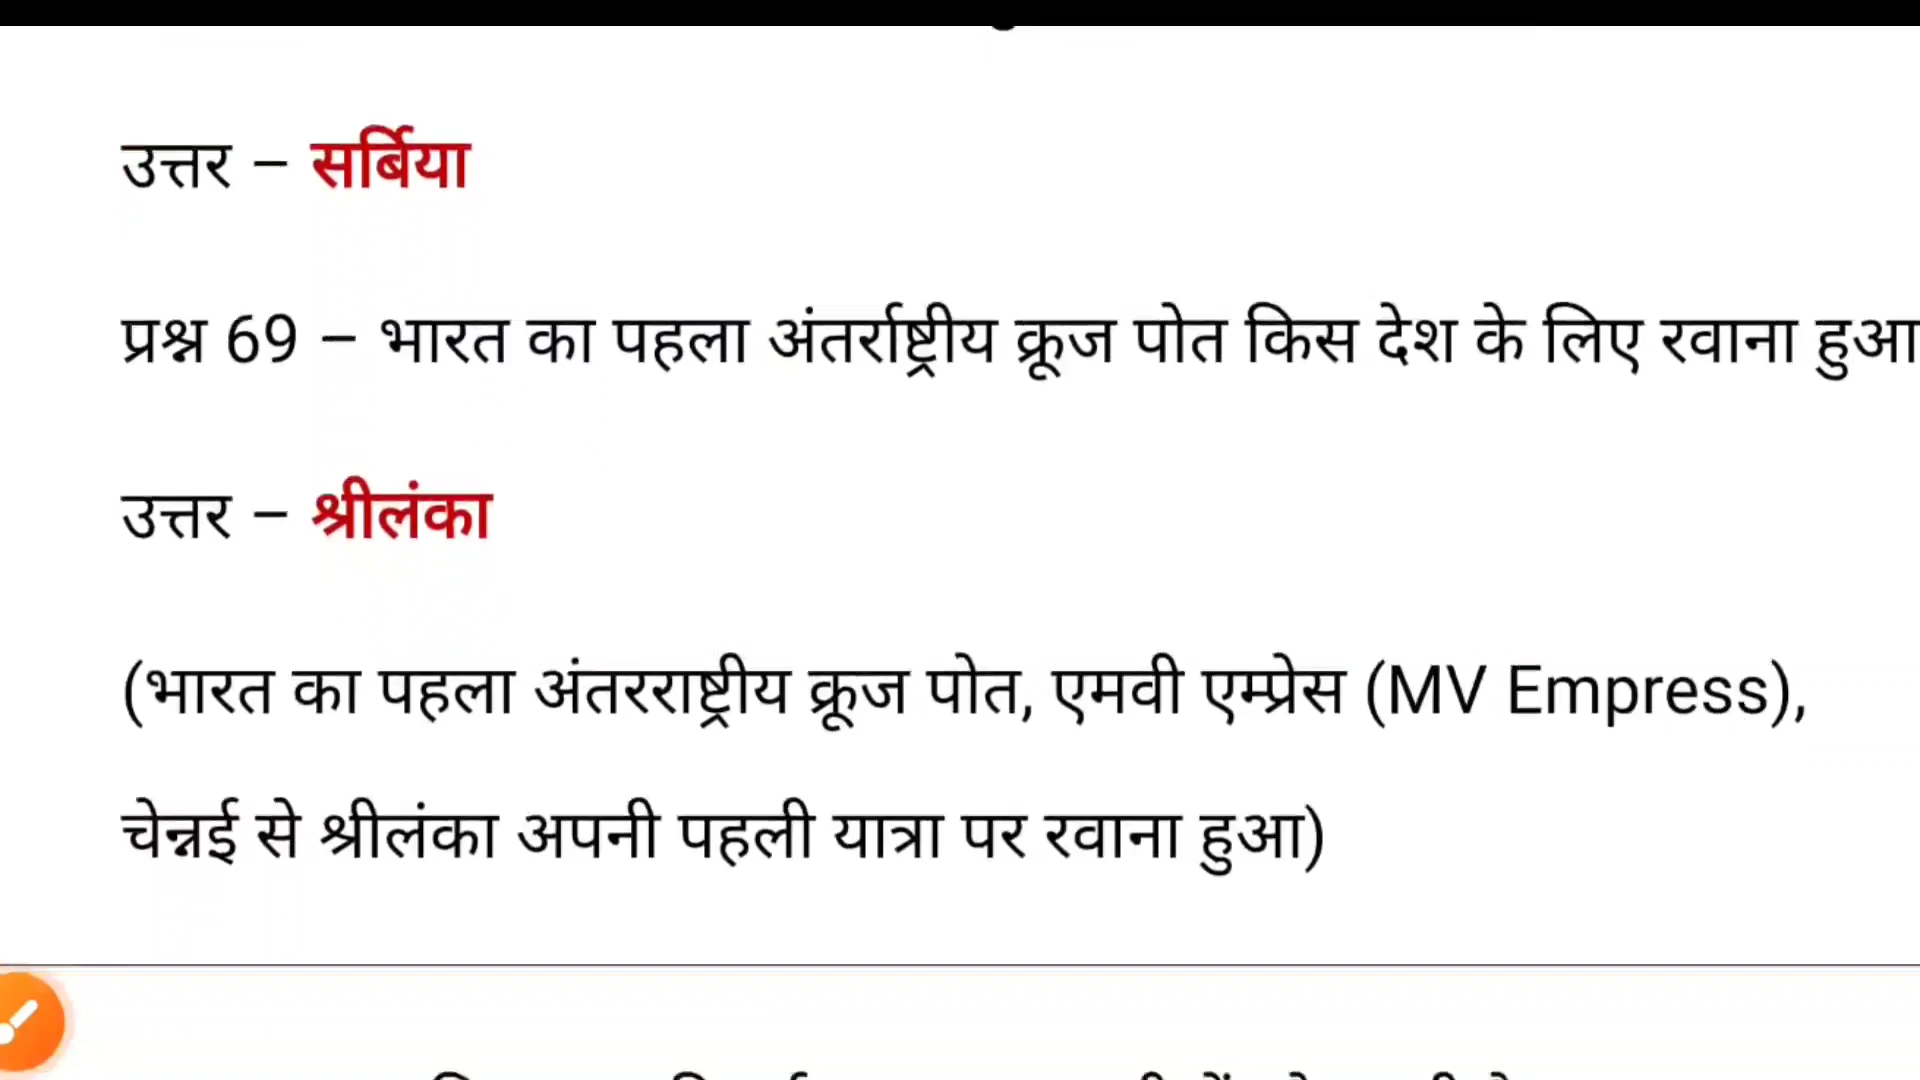 उत्तर – सर्बिया
प्रश्न 69 – भारत का पहला अंतर्राष्ट्रीय क्रूज पोत किस देश के लिए रवाना हुआ
उत्तर – श्रीलंका
(भारत का पहला अंतरराष्ट्रीय क्रूज पोत, एमवी एम्प्रेस (MV Empress),
चेन्नई से श्रीलंका अपनी पहली यात्रा पर रवाना हुआ)